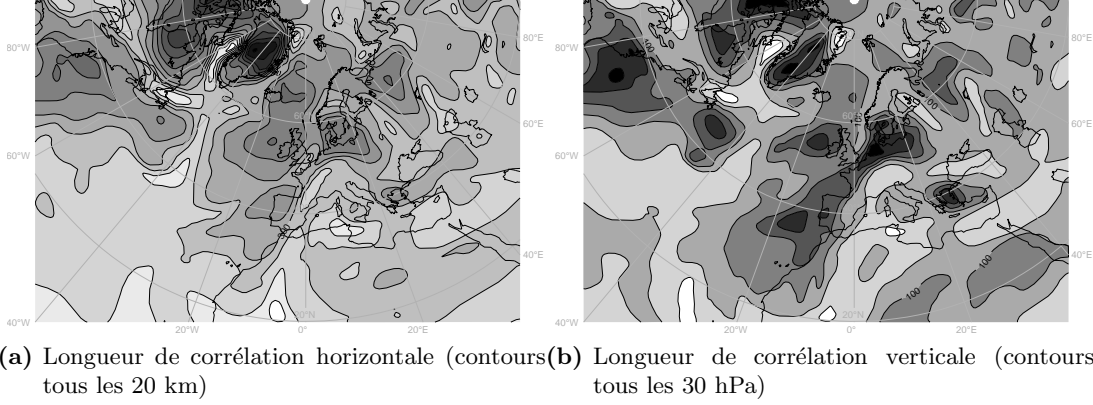 80°W
80°E
60°E
60°W
60
40°E
40°W
20°W
0°
20°N
20°E
80°W
80°E
60°E
60°W
40°E
-100
-100
40°W
20°W
0°
20°N
20°E
(a) Longueur de corrélation horizontale (contours
tous les 20 km)
(b) Longueur de corrélation verticale (contours
tous les 30 hPa)